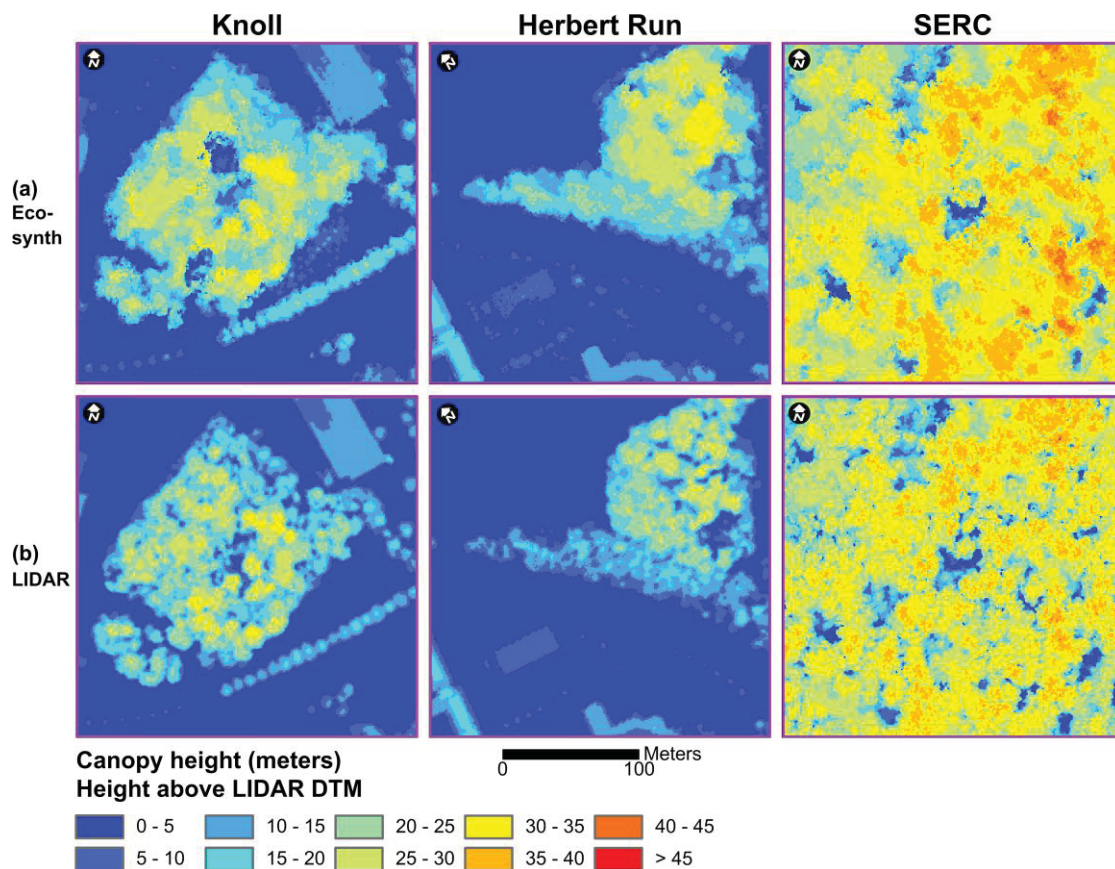 Knoll
Herbert Run
SERC
N
N
N
(a)
Eco-
synth
N
N
N
(b)
LIDAR
Canopy height (meters)
Height above LIDAR DTM
Meters
0
100
0 - 5
10 - 15
20 - 25
30 - 35
40 - 45
5 - 10
15 - 20
25 - 30
35 - 40
> 45